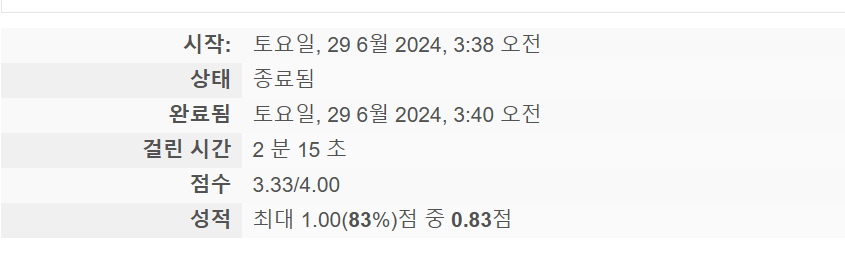 시작: 토요일, 29 6월 2024, 3:38 오전
상태 종료됨
완료됨 토요일, 29 6월 2024, 3:40 오전
걸린 시간 2 분 15 초
점수 3.33/4.00
성적 최대 1.00(83%)점 중 0.83점